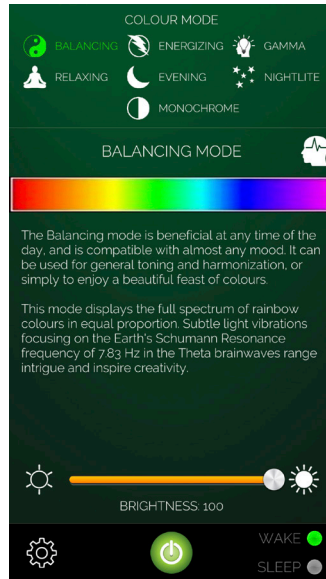 COLOUR MODE
BALANCING ENERGIZING GAMMA
RELAXING EVENING NIGHTLITE
MONOCHROME
BALANCING MODE
The Balancing mode is beneficial at any time of the
day, and is compatible with almost any mood. It can
be used for general toning and harmonization, or
simply to enjoy a beautiful feast of colours.
This mode displays the full spectrum of rainbow
colours in equal proportion. Subtle light vibrations
focusing on the Earth's Schumann Resonance
frequency of 7.83 Hz in the Theta brainwaves range
intrigue and inspire creativity.
BRIGHTNESS: 100
WAKE
SLEEP